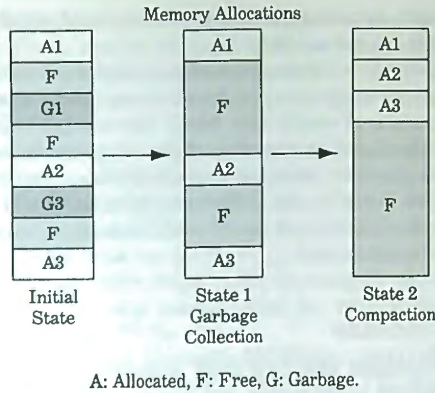 Memory Allocations
A1
F
G1
F
A2
G3
F
A3
Initial
State
A1
F
A2
F
A3
State 1
Garbage
Collection
A1
A2
A3
F
State 2
Compaction
A: Allocated, F: Free, G: Garbage.